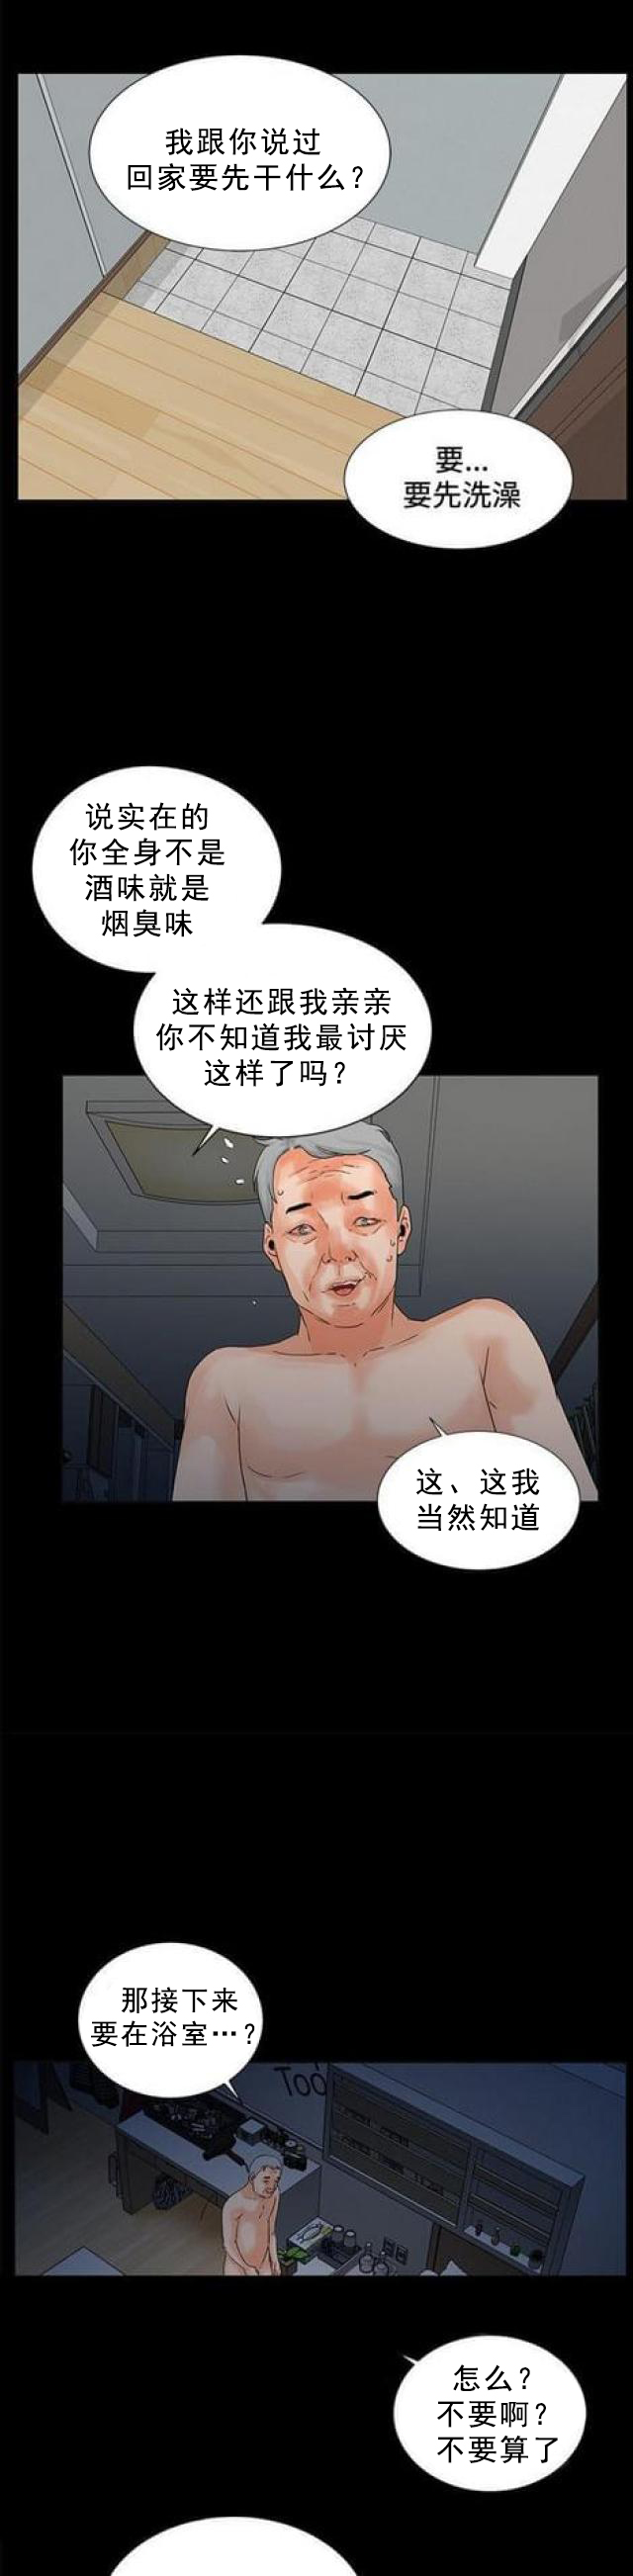 我跟你说过
回家要先干什么？
要...
要先洗澡
说实在的
你全身不是
酒味就是
烟臭味
这样还跟我亲亲
你不知道我最讨厌
这样了吗？
这、这我
当然知道
那接下来
要在浴室…？
怎么？
不要啊？
不要算了